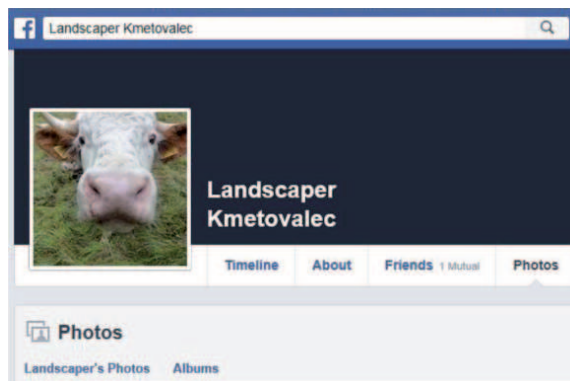 f Landscaper Kmetovalec
Landscaper
Kmetovalec
Timeline About Friends 1 Mutual Photos
Photos
Landscaper's Photos Albums